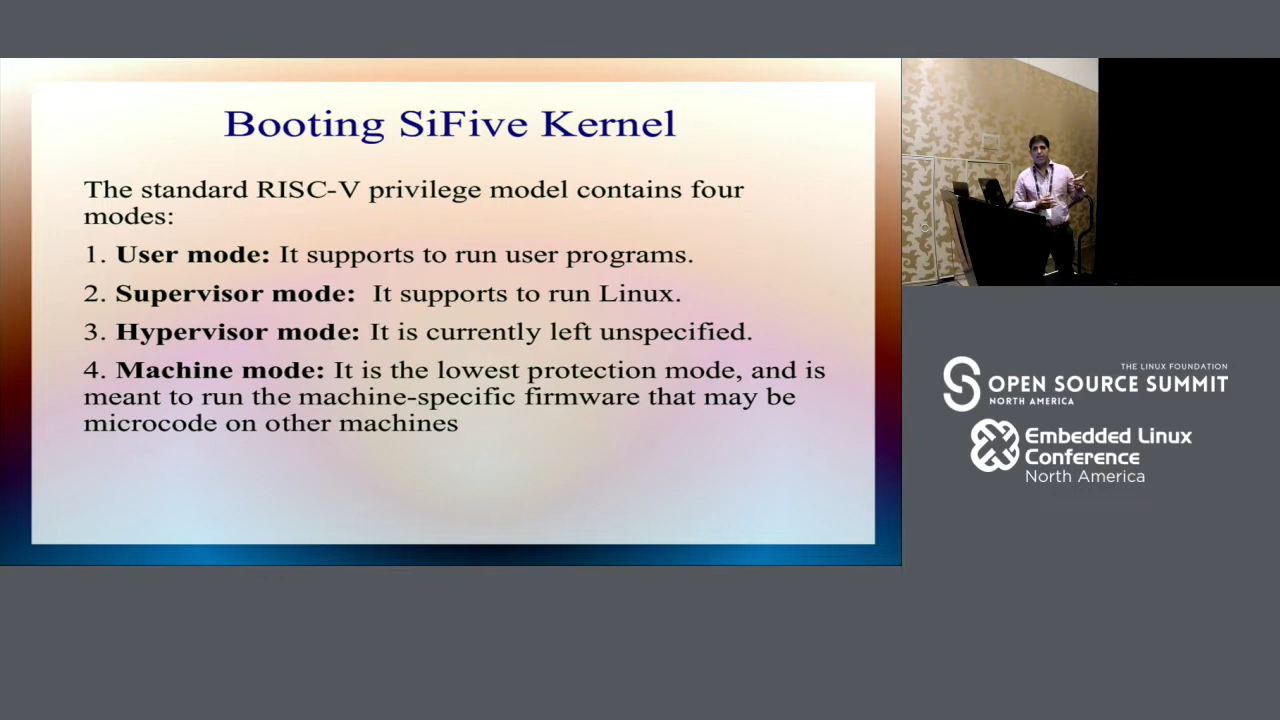 Booting SiFive Kernel
The standard RISC-V privilege model contains four
modes:
1. User mode: It supports to run user programs.
2. Supervisor mode: It supports to run Linux.
3. Hypervisor mode: It is currently left unspecified.
4. Machine mode: It is the lowest protection mode, and is
meant to run the machine-specific firmware that may be
microcode on other machines
THE LINUX FOUNDATION
OPEN SOURCE SUMMIT
NORTH AMERICA
Embedded Linux
Conference
North America